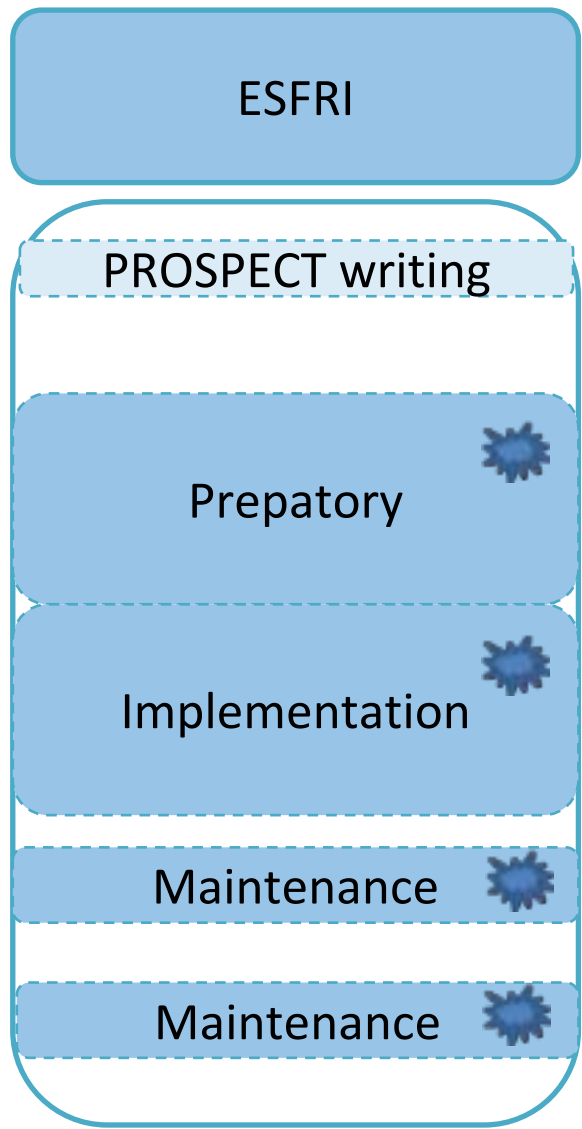 ESFRI
PROSPECT writing
Prepatory
Implementation
Maintenance
Maintenance